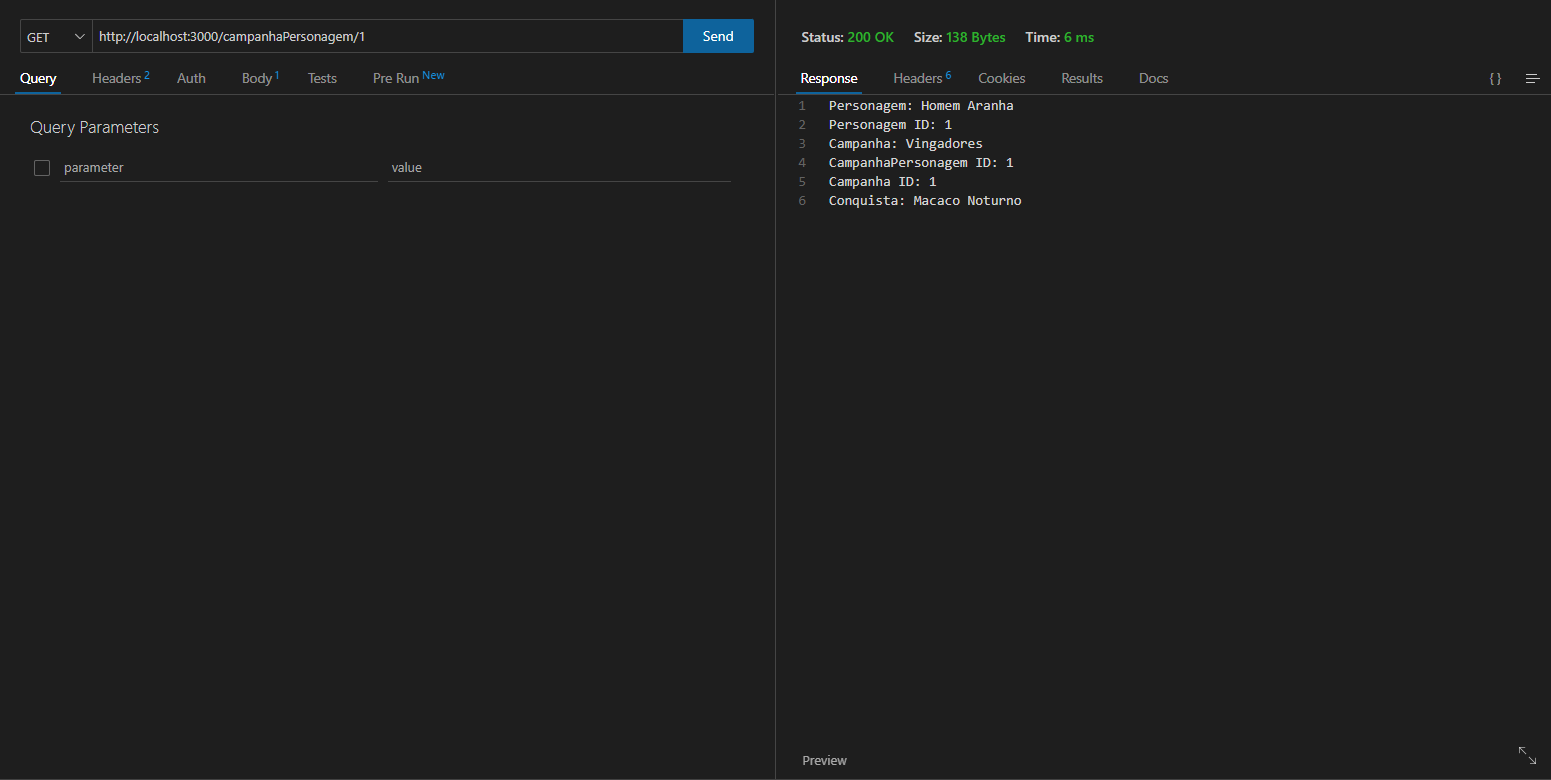 GET http://localhost:3000/campanhaPersonagem/1 Send
Query Headers 2 Auth Body 1 Tests Pre Run New
Query Parameters
parameter value
Status: 200 OK Size: 138 Bytes Time: 6 ms
Response Headers 6 Cookies Results Docs { }
1 Personagem: Homem Aranha
2 Personagem ID: 1
3 Campanha: Vingadores
4 CampanhaPersonagem ID: 1
5 Campanha ID: 1
6 Conquista: Macaco Noturno
Preview